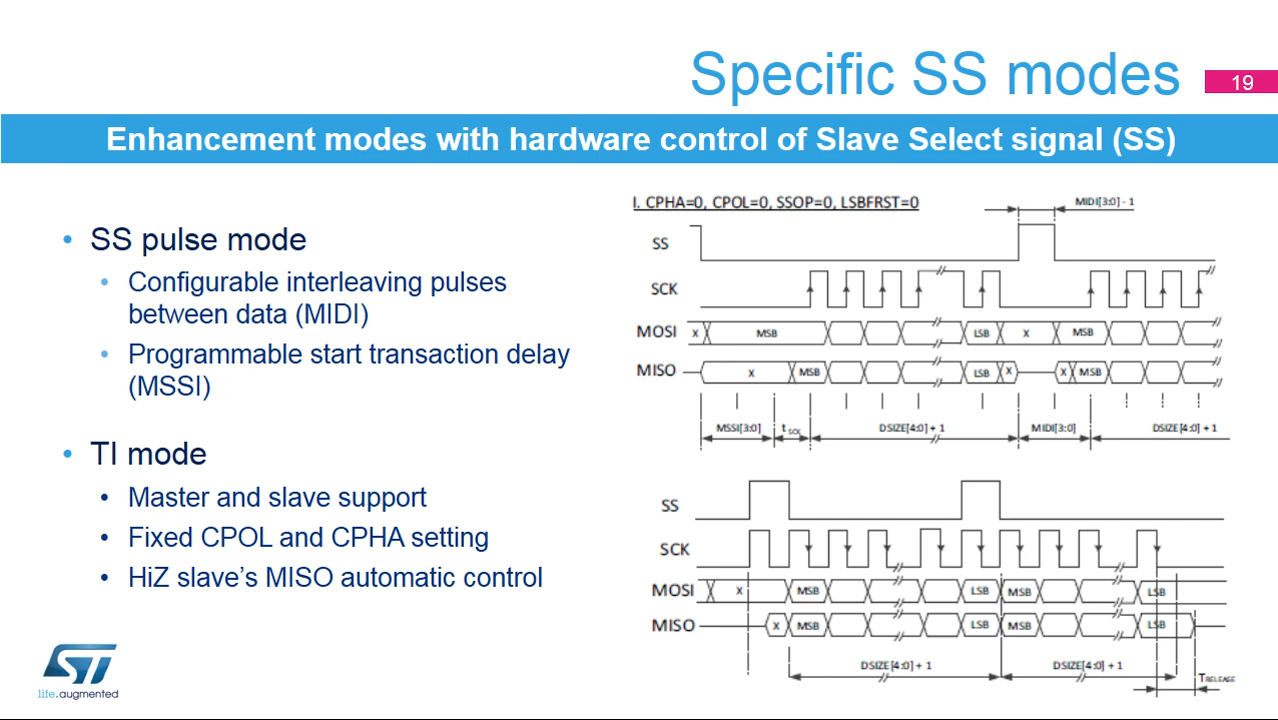 Specific SS modes
19
Enhancement modes with hardware control of Slave Select signal (SS)
• SS pulse mode
• Configurable interleaving pulses
between data (MIDI)
• Programmable start transaction delay
(MSSI)
• TI mode
• Master and slave support
• Fixed CPOL and CPHA setting
• HiZ slave's MISO automatic control
I. CPHA=0, CPOL=0, SSOP=0, LSBFRST=0
MIDI[3:0] - 1
SS
SCK
MOSI X MSB LSB X MSB
MISO X MSB LSB X X MSB
MSSI[3:0] t SCK DSIZE[4:0] + 1 MIDI[3:0] DSIZE[4:0] + 1
SS
SCK
MOSI X MSB LSB MSB LSB
MISO X MSB LSB MSB LSB
DSIZE[4:0] + 1 DSIZE[4:0] + 1
TRELEASE
ST
life.augmented